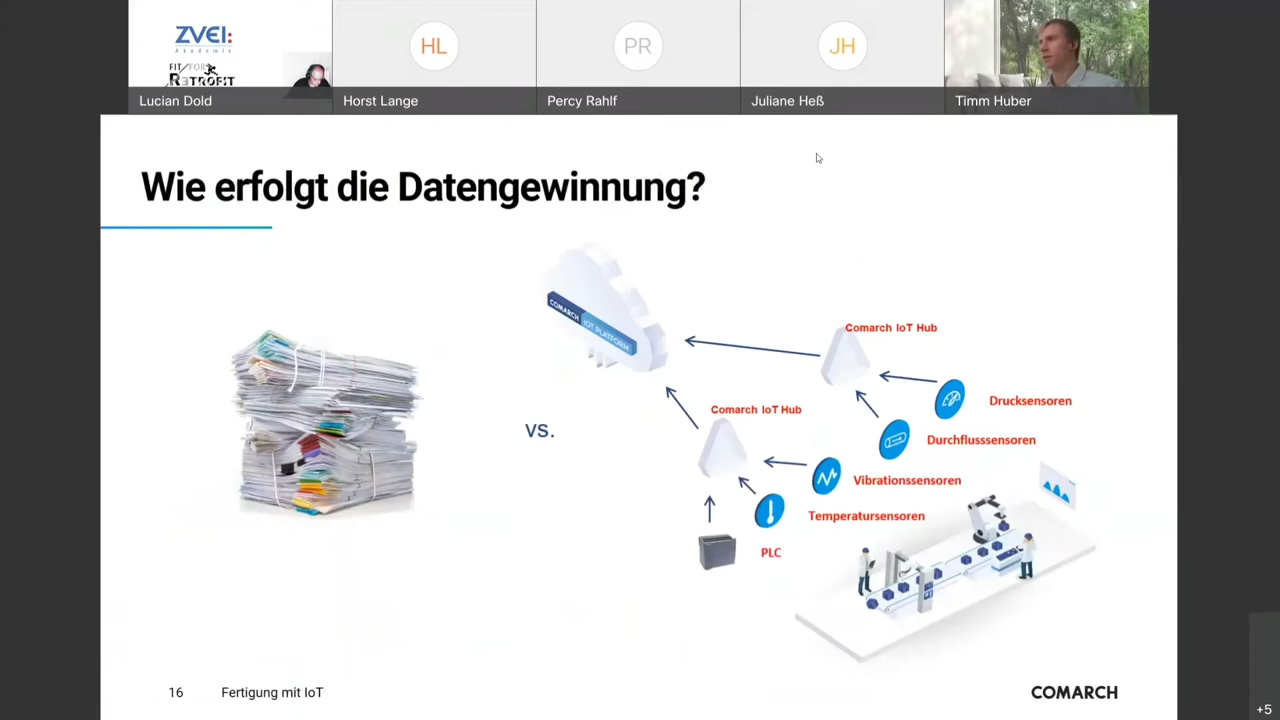 ZVEI:
Akademie
FIT FOR
RETROFIT
Lucian Dold
HL
Horst Lange
PR
Percy Rahlf
JH
Juliane Heß
Timm Huber
Wie erfolgt die Datengewinnung?
COMARCH IOT PLATFORM
Comarch IoT Hub
Comarch IoT Hub
vs.
Drucksensoren
Durchflusssensoren
Vibrationssensoren
Temperatursensoren
PLC
16 Fertigung mit IoT
COMARCH
+5